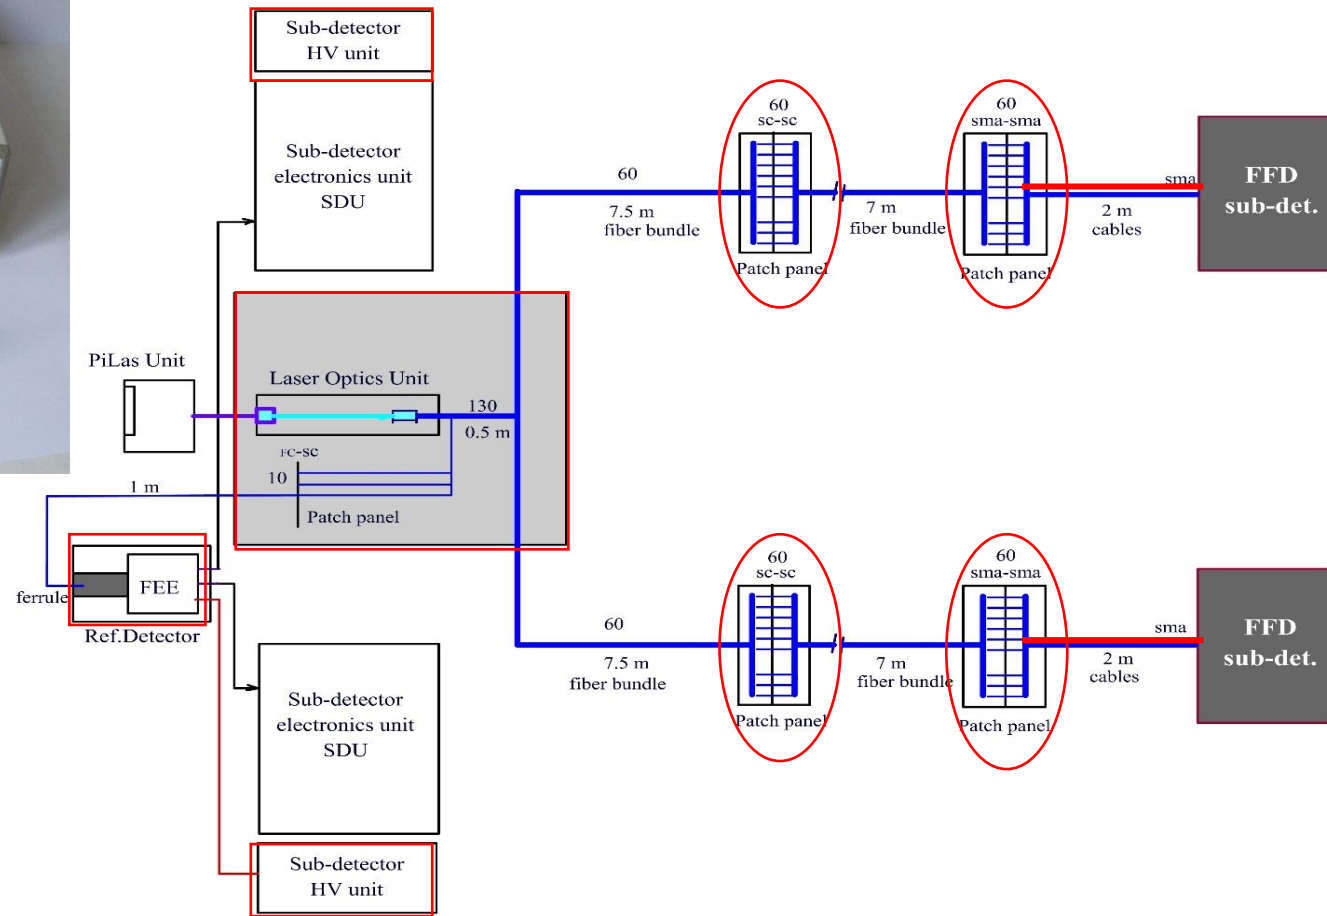 Sub-detector
HV unit
Sub-detector
electronics unit
SDU
60
sc-sc
60
sma-sma
60
7.5 m
fiber bundle
7 m
fiber bundle
sma
2 m
cables
FFD
sub-det.
Patch panel
Patch panel
PiLas Unit
Laser Optics Unit
130
0.5 m
FC-SC
10
1 m
Patch panel
ferrule
FEE
Ref.Detector
60
sc-sc
60
sma-sma
60
7.5 m
fiber bundle
7 m
fiber bundle
sma
2 m
cables
FFD
sub-det.
Patch panel
Patch panel
Sub-detector
electronics unit
SDU
Sub-detector
HV unit